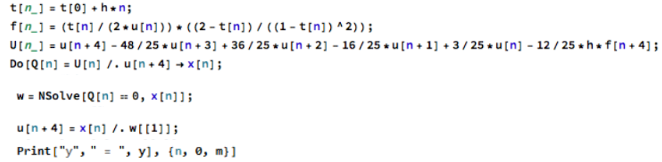 t[n_] = t[0] + h*n;
f[n_] = (t[n] / (2*u[n])) * ((2 - t[n]) / ((1 - t[n]) ^ 2));
U[n_] = u[n + 4] - 48 / 25*u[n + 3] + 36 / 25*u[n + 2] - 16 / 25*u[n + 1] + 3 / 25*u[n] - 12 / 25*h*f[n + 4];
Do[Q[n] = U[n] /. u[n + 4] → x[n];
w = NSolve[Q[n] == 0, x[n]];
u[n + 4] = x[n] /. w[[1]];
Print["y", " = ", y], {n, 0, m}]